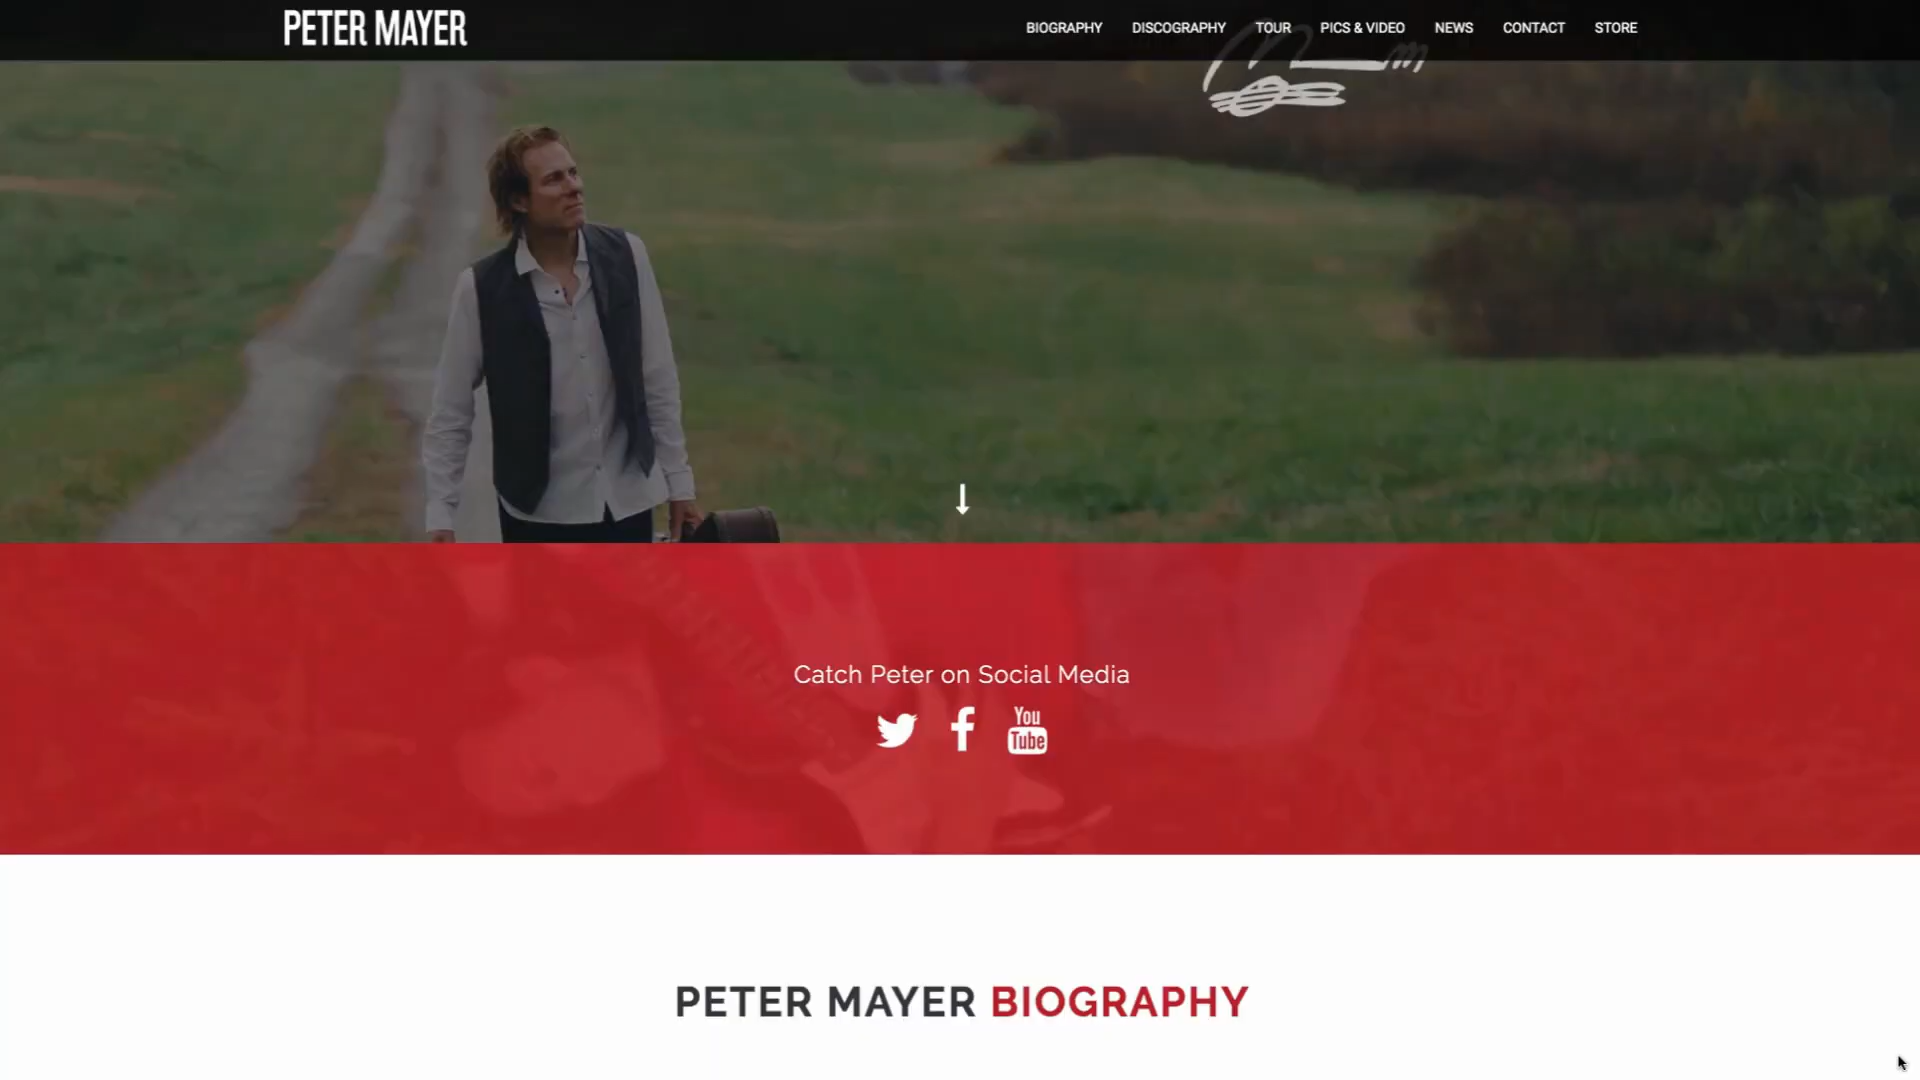 PETER MAYER
BIOGRAPHY DISCOGRAPHY TOUR PICS & VIDEO NEWS CONTACT STORE
Catch Peter on Social Media
You
Tube
PETER MAYER BIOGRAPHY